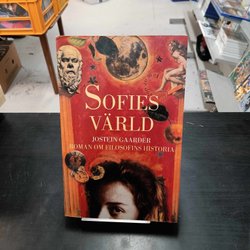 SOFIES
VÄRLD
JOSTEIN GAARDER
ROMAN OM FILOSOFINS HISTORIA